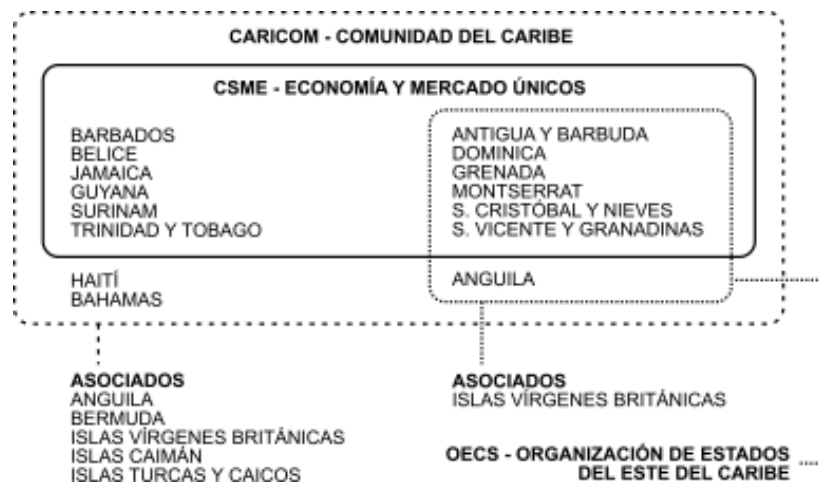 CARICOM - COMUNIDAD DEL CARIBE
CSME - ECONOMÍA Y MERCADO ÚNICOS
BARBADOS
BELICE
JAMAICA
GUYANA
SURINAM
TRINIDAD Y TOBAGO
ANTIGUA Y BARBUDA
DOMINICA
GRENADA
MONTSERRAT
S. CRISTÓBAL Y NIEVES
S. VICENTE Y GRANADINAS
HAITÍ
BAHAMAS
ANGUILA
ASOCIADOS
ANGUILA
BERMUDA
ISLAS VÍRGENES BRITÁNICAS
ISLAS CAIMÁN
ISLAS TURCAS Y CAICOS
ASOCIADOS
ISLAS VÍRGENES BRITÁNICAS
OECS - ORGANIZACIÓN DE ESTADOS
DEL ESTE DEL CARIBE